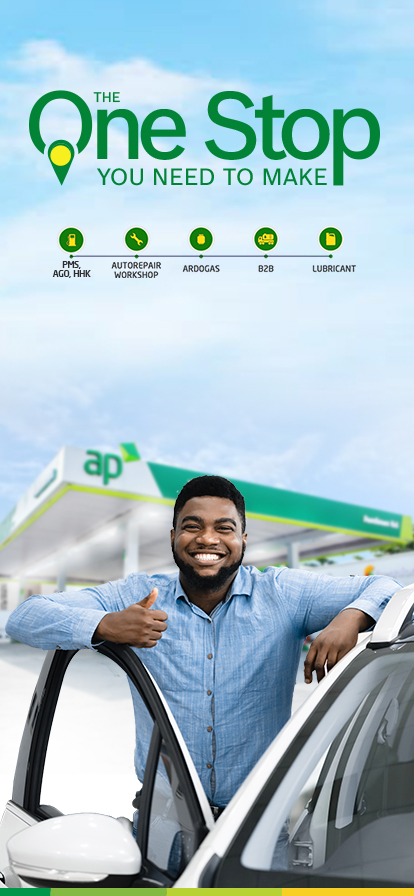 THE
One Stop
YOU NEED TO MAKE
PMS,
AGO, HHK
AUTOREPAIR
WORKSHOP
ARDOGAS
B2B
LUBRICANT
ap